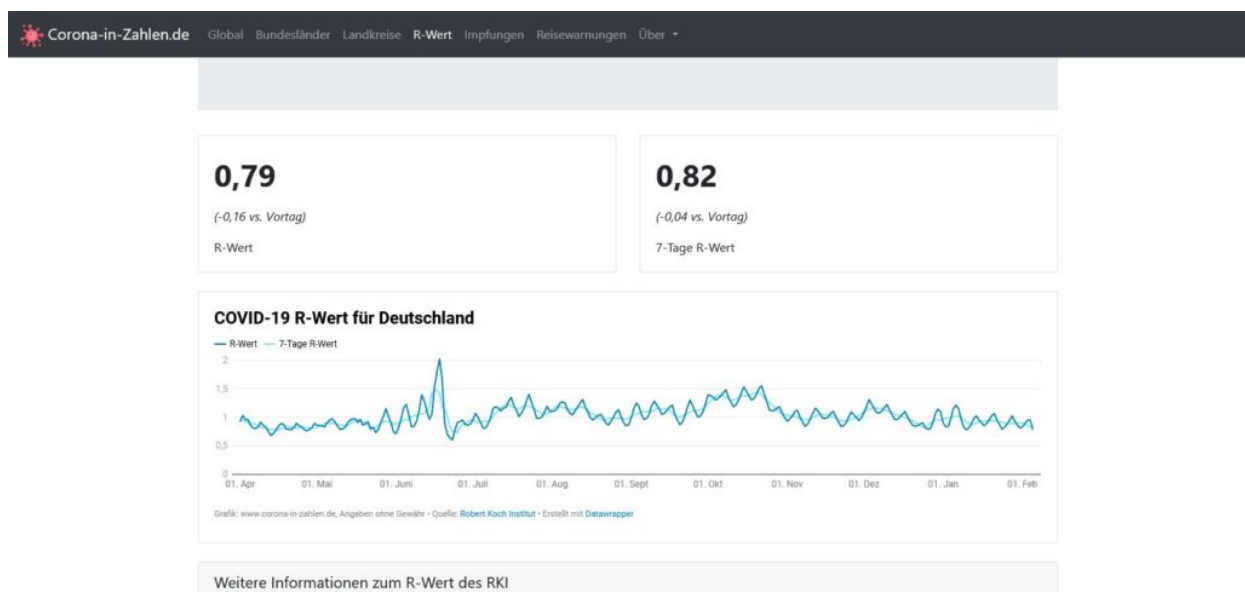 Corona-in-Zahlen.de Global Bundesländer Landkreise R-Wert Impfungen Reisewarnungen Über
0,79
(-0,16 vs. Vortag)
R-Wert
0,82
(-0,04 vs. Vortag)
7-Tage R-Wert
COVID-19 R-Wert für Deutschland
R-Wert 7-Tage R-Wert
2
1,5
1
0,5
0
01. Apr 01. Mai 01. Juni 01. Juli 01. Aug 01. Sept 01. Okt 01. Nov 01. Dez 01. Jan 01. Feb
Grafik: www.corona-in-zahlen.de, Angaben ohne Gewähr • Quelle: Robert Koch Institut • Erstellt mit Datawrapper
Weitere Informationen zum R-Wert des RKI